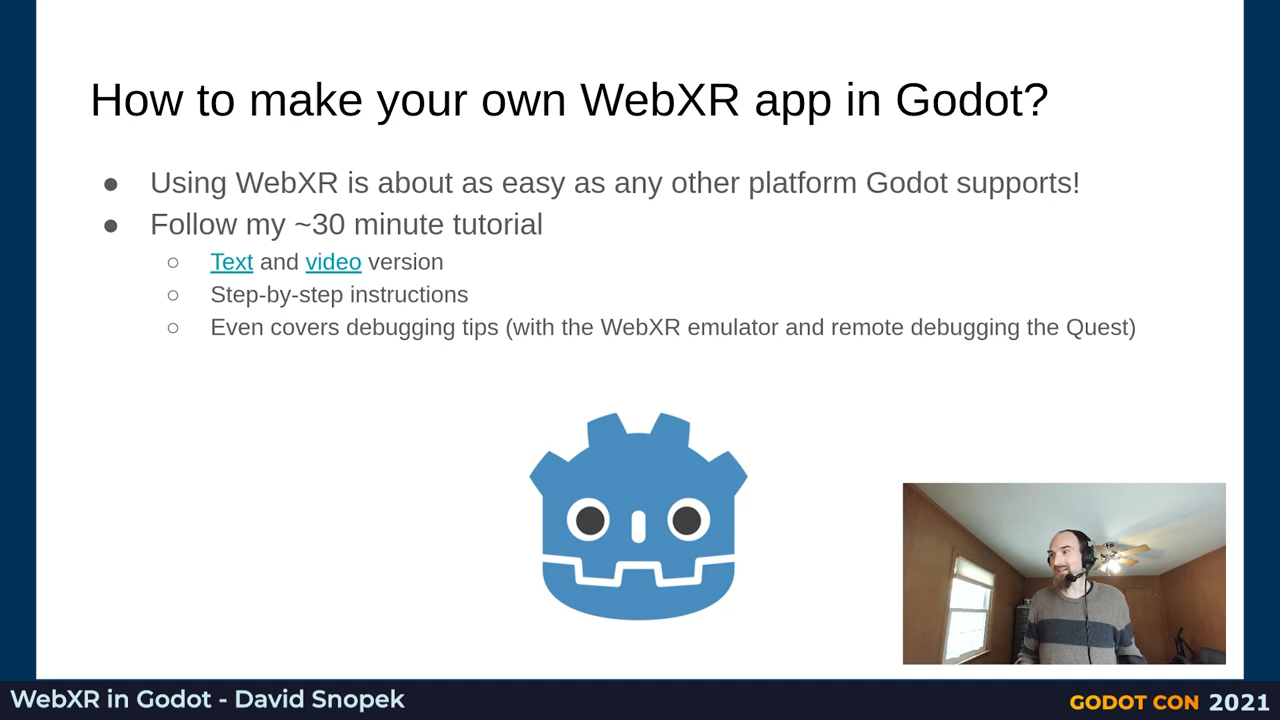 How to make your own WebXR app in Godot?
● Using WebXR is about as easy as any other platform Godot supports!
● Follow my ~30 minute tutorial
○ Text and video version
○ Step-by-step instructions
○ Even covers debugging tips (with the WebXR emulator and remote debugging the Quest)
WebXR in Godot - David Snopek
GODOT CON 2021